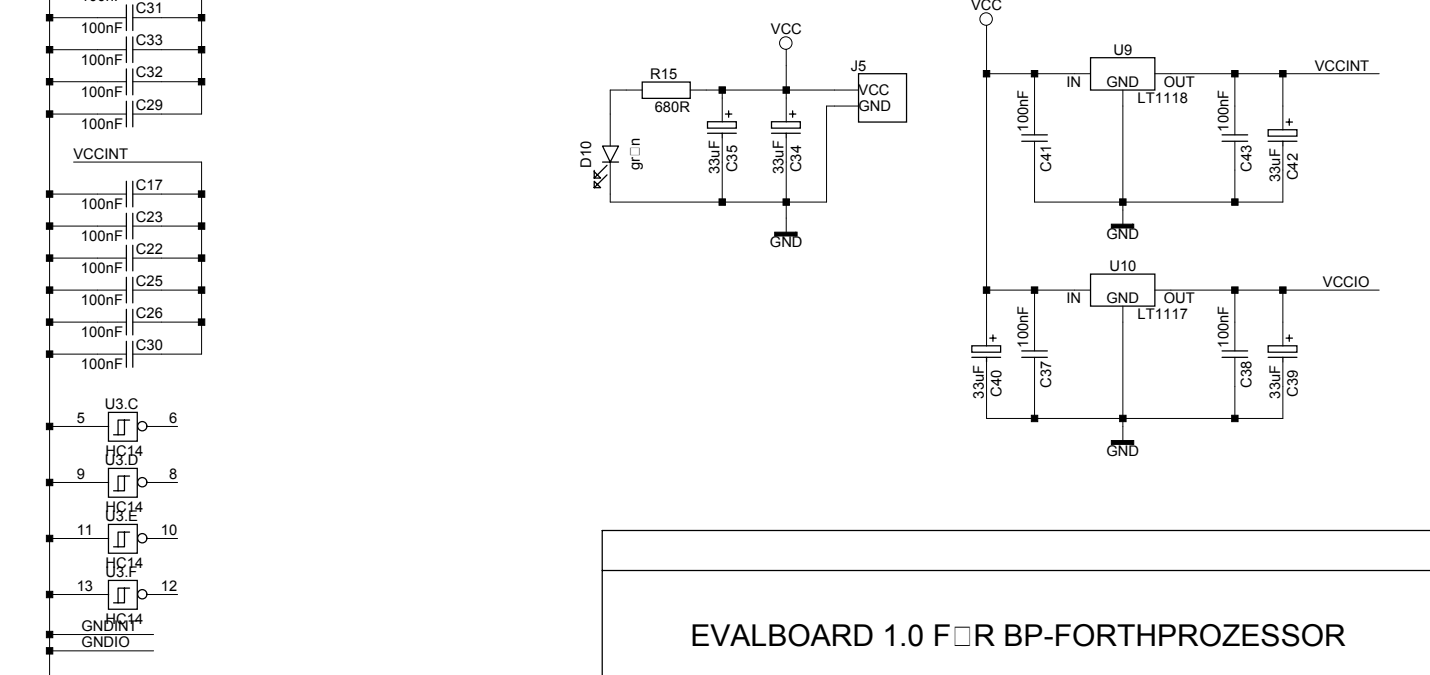 C31
100nF
C33
100nF
C32
100nF
C29
100nF
VCCINT
C17
100nF
C23
100nF
C22
100nF
C25
100nF
C26
100nF
C30
100nF
U3.C
5 6
HC14
U3.D
9 8
HC14
U3.E
11 10
HC14
U3.F
13 12
HC14
GNDINT
GNDIO
VCC
R15
680R
J5
VCC
GND
D10
gr□n
33uF
C35
+
33uF
C34
+
GND
VCC
U9
IN GND OUT
LT1118
VCCINT
100nF
C41
100nF
C43
33uF
C42
+
GND
U10
IN GND OUT
LT1117
VCCIO
33uF
C40
+
100nF
C37
100nF
C38
33uF
C39
+
GND
EVALBOARD 1.0 F□R BP-FORTHPROZESSOR